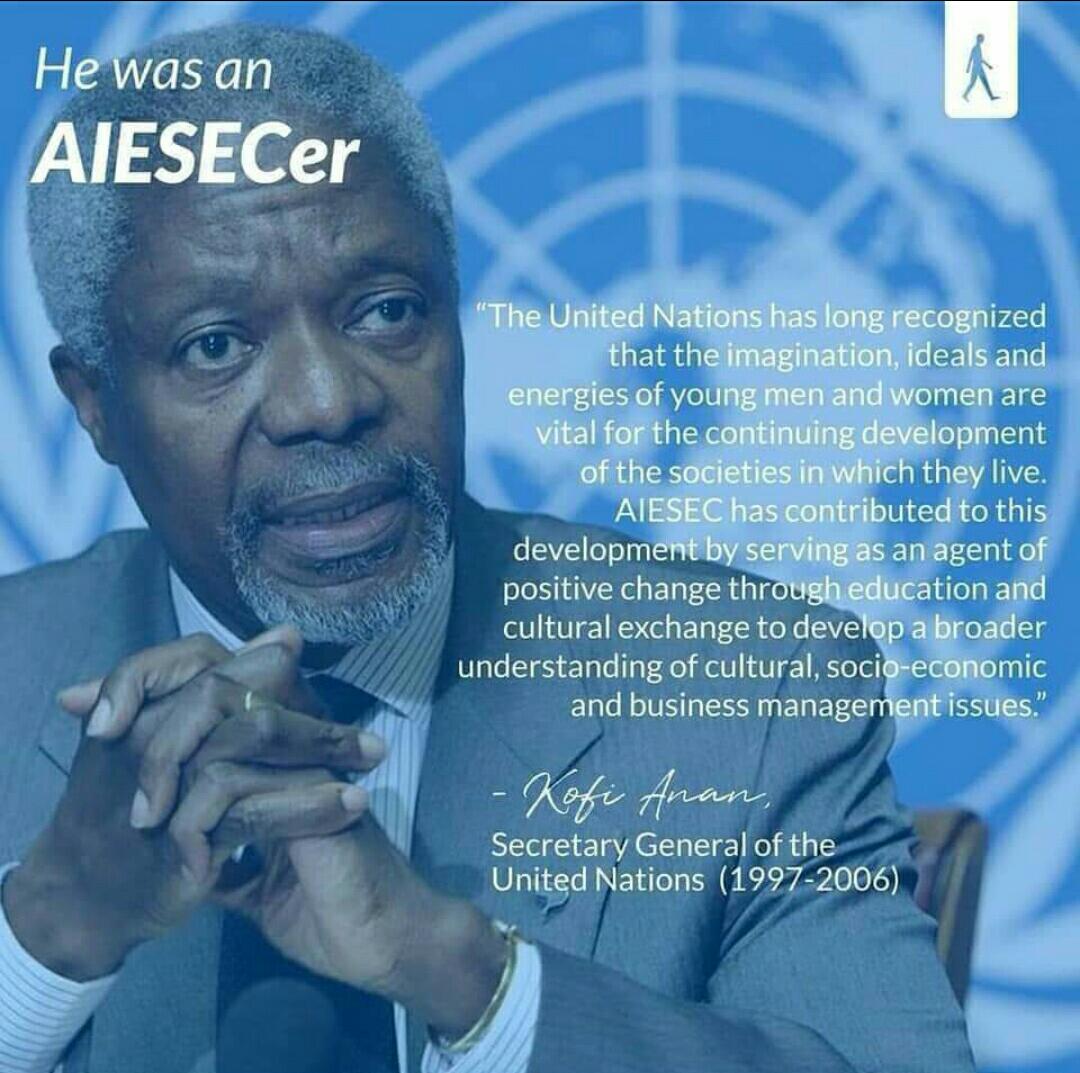 He was an
AIESECer
“The United Nations has long recognized
that the imagination, ideals and
energies of young men and women are
vital for the continuing development
of the societies in which they live.
AIESEC has contributed to this
development by serving as an agent of
positive change through education and
cultural exchange to develop a broader
understanding of cultural, socio-economic
and business management issues.”
- Kofi Anan,
Secretary General of the
United Nations (1997-2006)